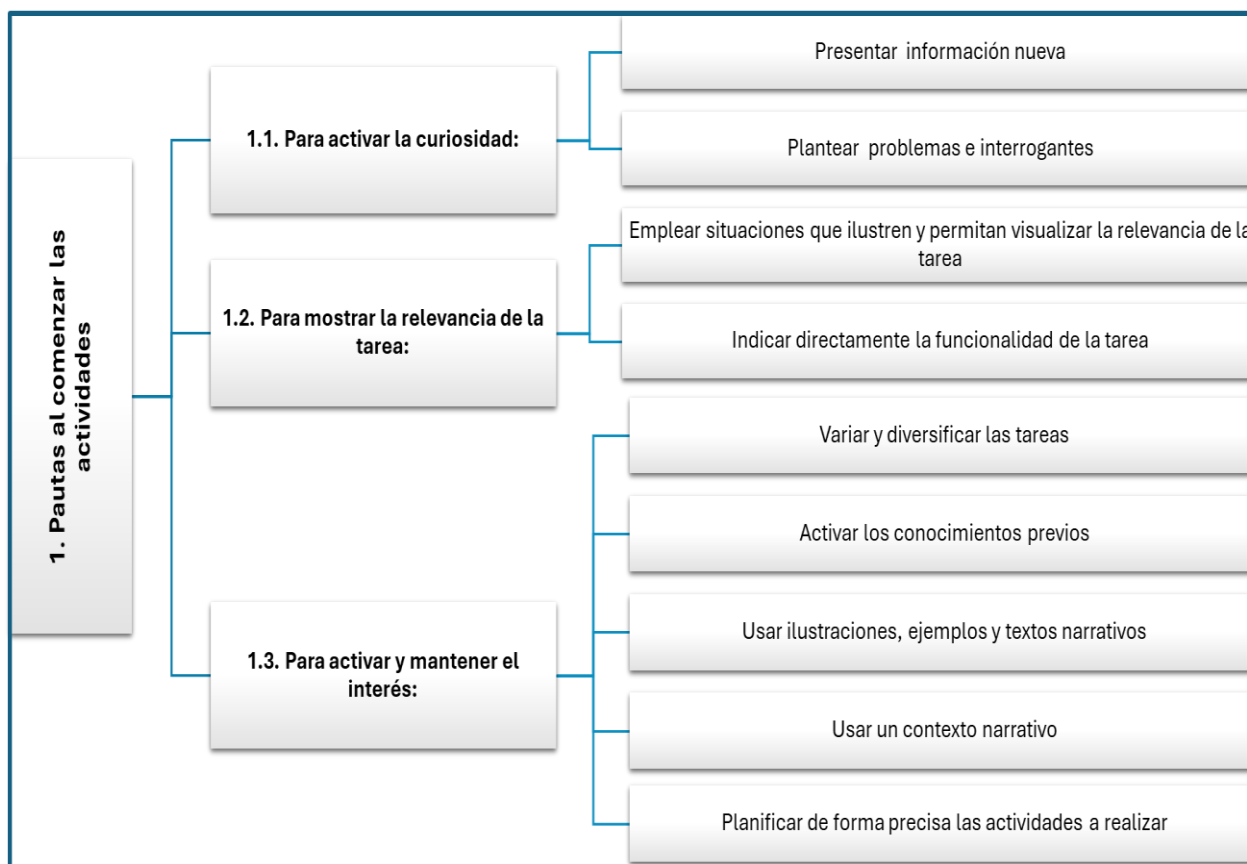 1. Pautas al comenzar las
actividades
1.1. Para activar la curiosidad:
Presentar información nueva
Plantear problemas e interrogantes
1.2. Para mostrar la relevancia de la
tarea:
Emplear situaciones que ilustren y permitan visualizar la relevancia de la
tarea
Indicar directamente la funcionalidad de la tarea
1.3. Para activar y mantener el
interés:
Variar y diversificar las tareas
Activar los conocimientos previos
Usar ilustraciones, ejemplos y textos narrativos
Usar un contexto narrativo
Planificar de forma precisa las actividades a realizar